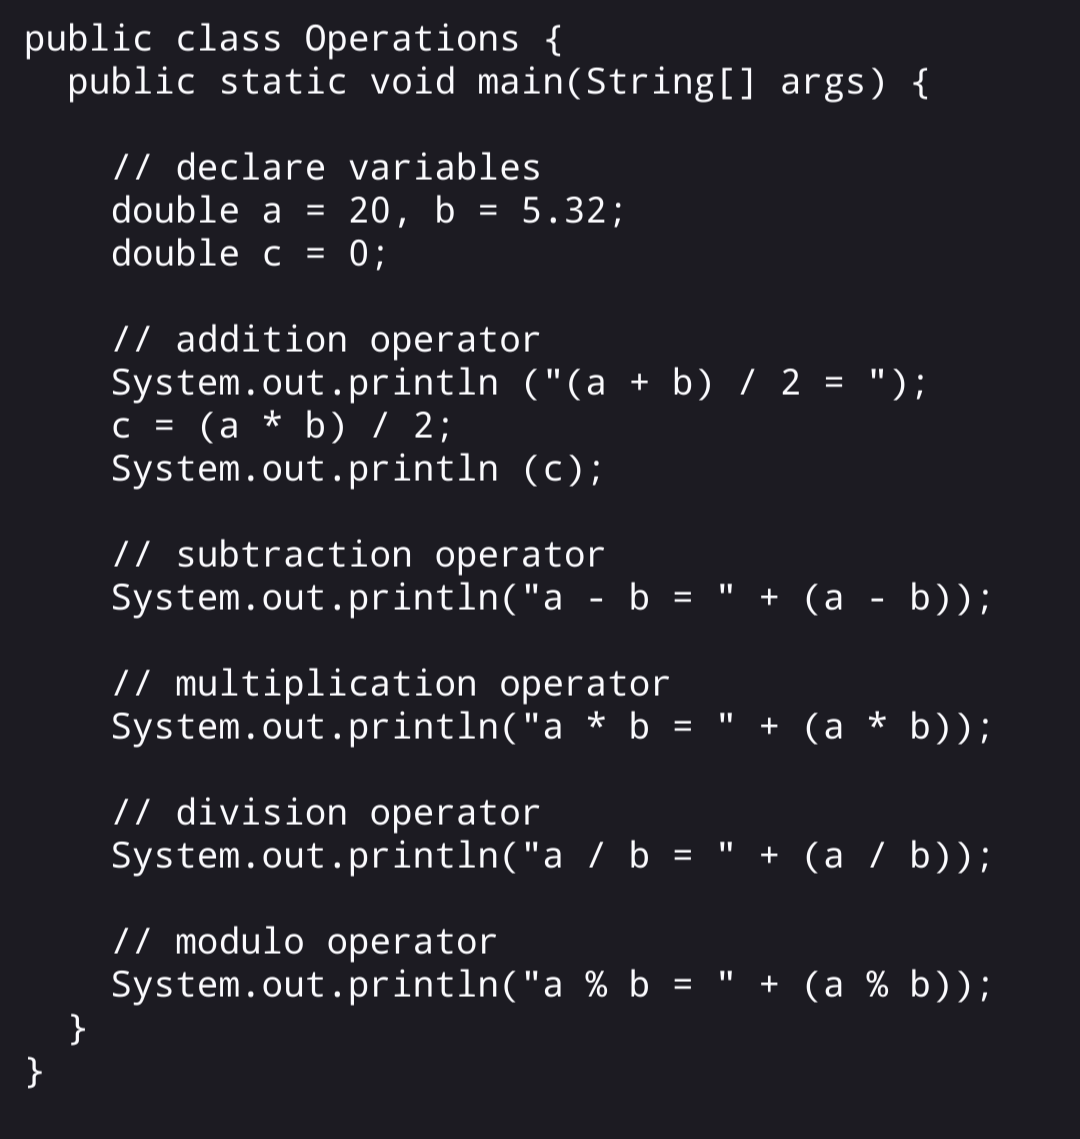 public class Operations {
  public static void main(String[] args) {

    // declare variables
    double a = 20, b = 5.32;
    double c = 0;

    // addition operator
    System.out.println ("(a + b) / 2 = ");
    c = (a * b) / 2;
    System.out.println (c);

    // subtraction operator
    System.out.println("a - b = " + (a - b));

    // multiplication operator
    System.out.println("a * b = " + (a * b));

    // division operator
    System.out.println("a / b = " + (a / b));

    // modulo operator
    System.out.println("a % b = " + (a % b));
  }
}